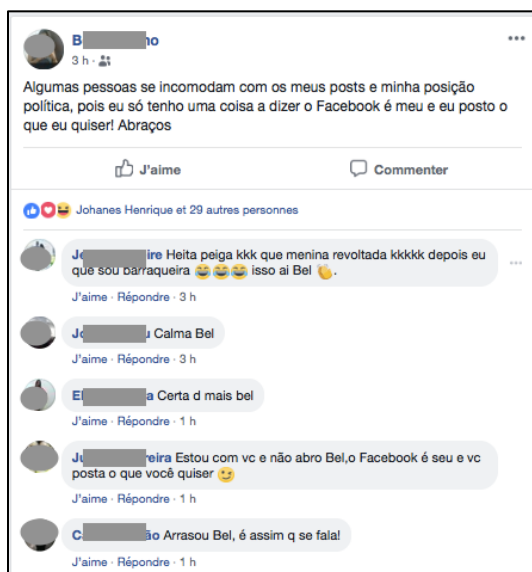 B no
3 h ·
Algumas pessoas se incomodam com os meus posts e minha posição
política, pois eu só tenho uma coisa a dizer o Facebook é meu e eu posto o
que eu quiser! Abraços
J'aime Commenter
Johanes Henrique et 29 autres personnes
Je ire Heita peiga kkk que menina revoltada kkkkk depois eu
que sou barraqueira 😂😂😂 isso ai Bel 👏.
J'aime · Répondre · 3 h
Jo u Calma Bel
J'aime · Répondre · 3 h
El a Certa d mais bel
J'aime · Répondre · 1 h
Ju reira Estou com vc e não abro Bel,o Facebook é seu e vc
posta o que você quiser 😉
J'aime · Répondre · 1 h
C ão Arrasou Bel, é assim q se fala!
J'aime · Répondre · 1 h